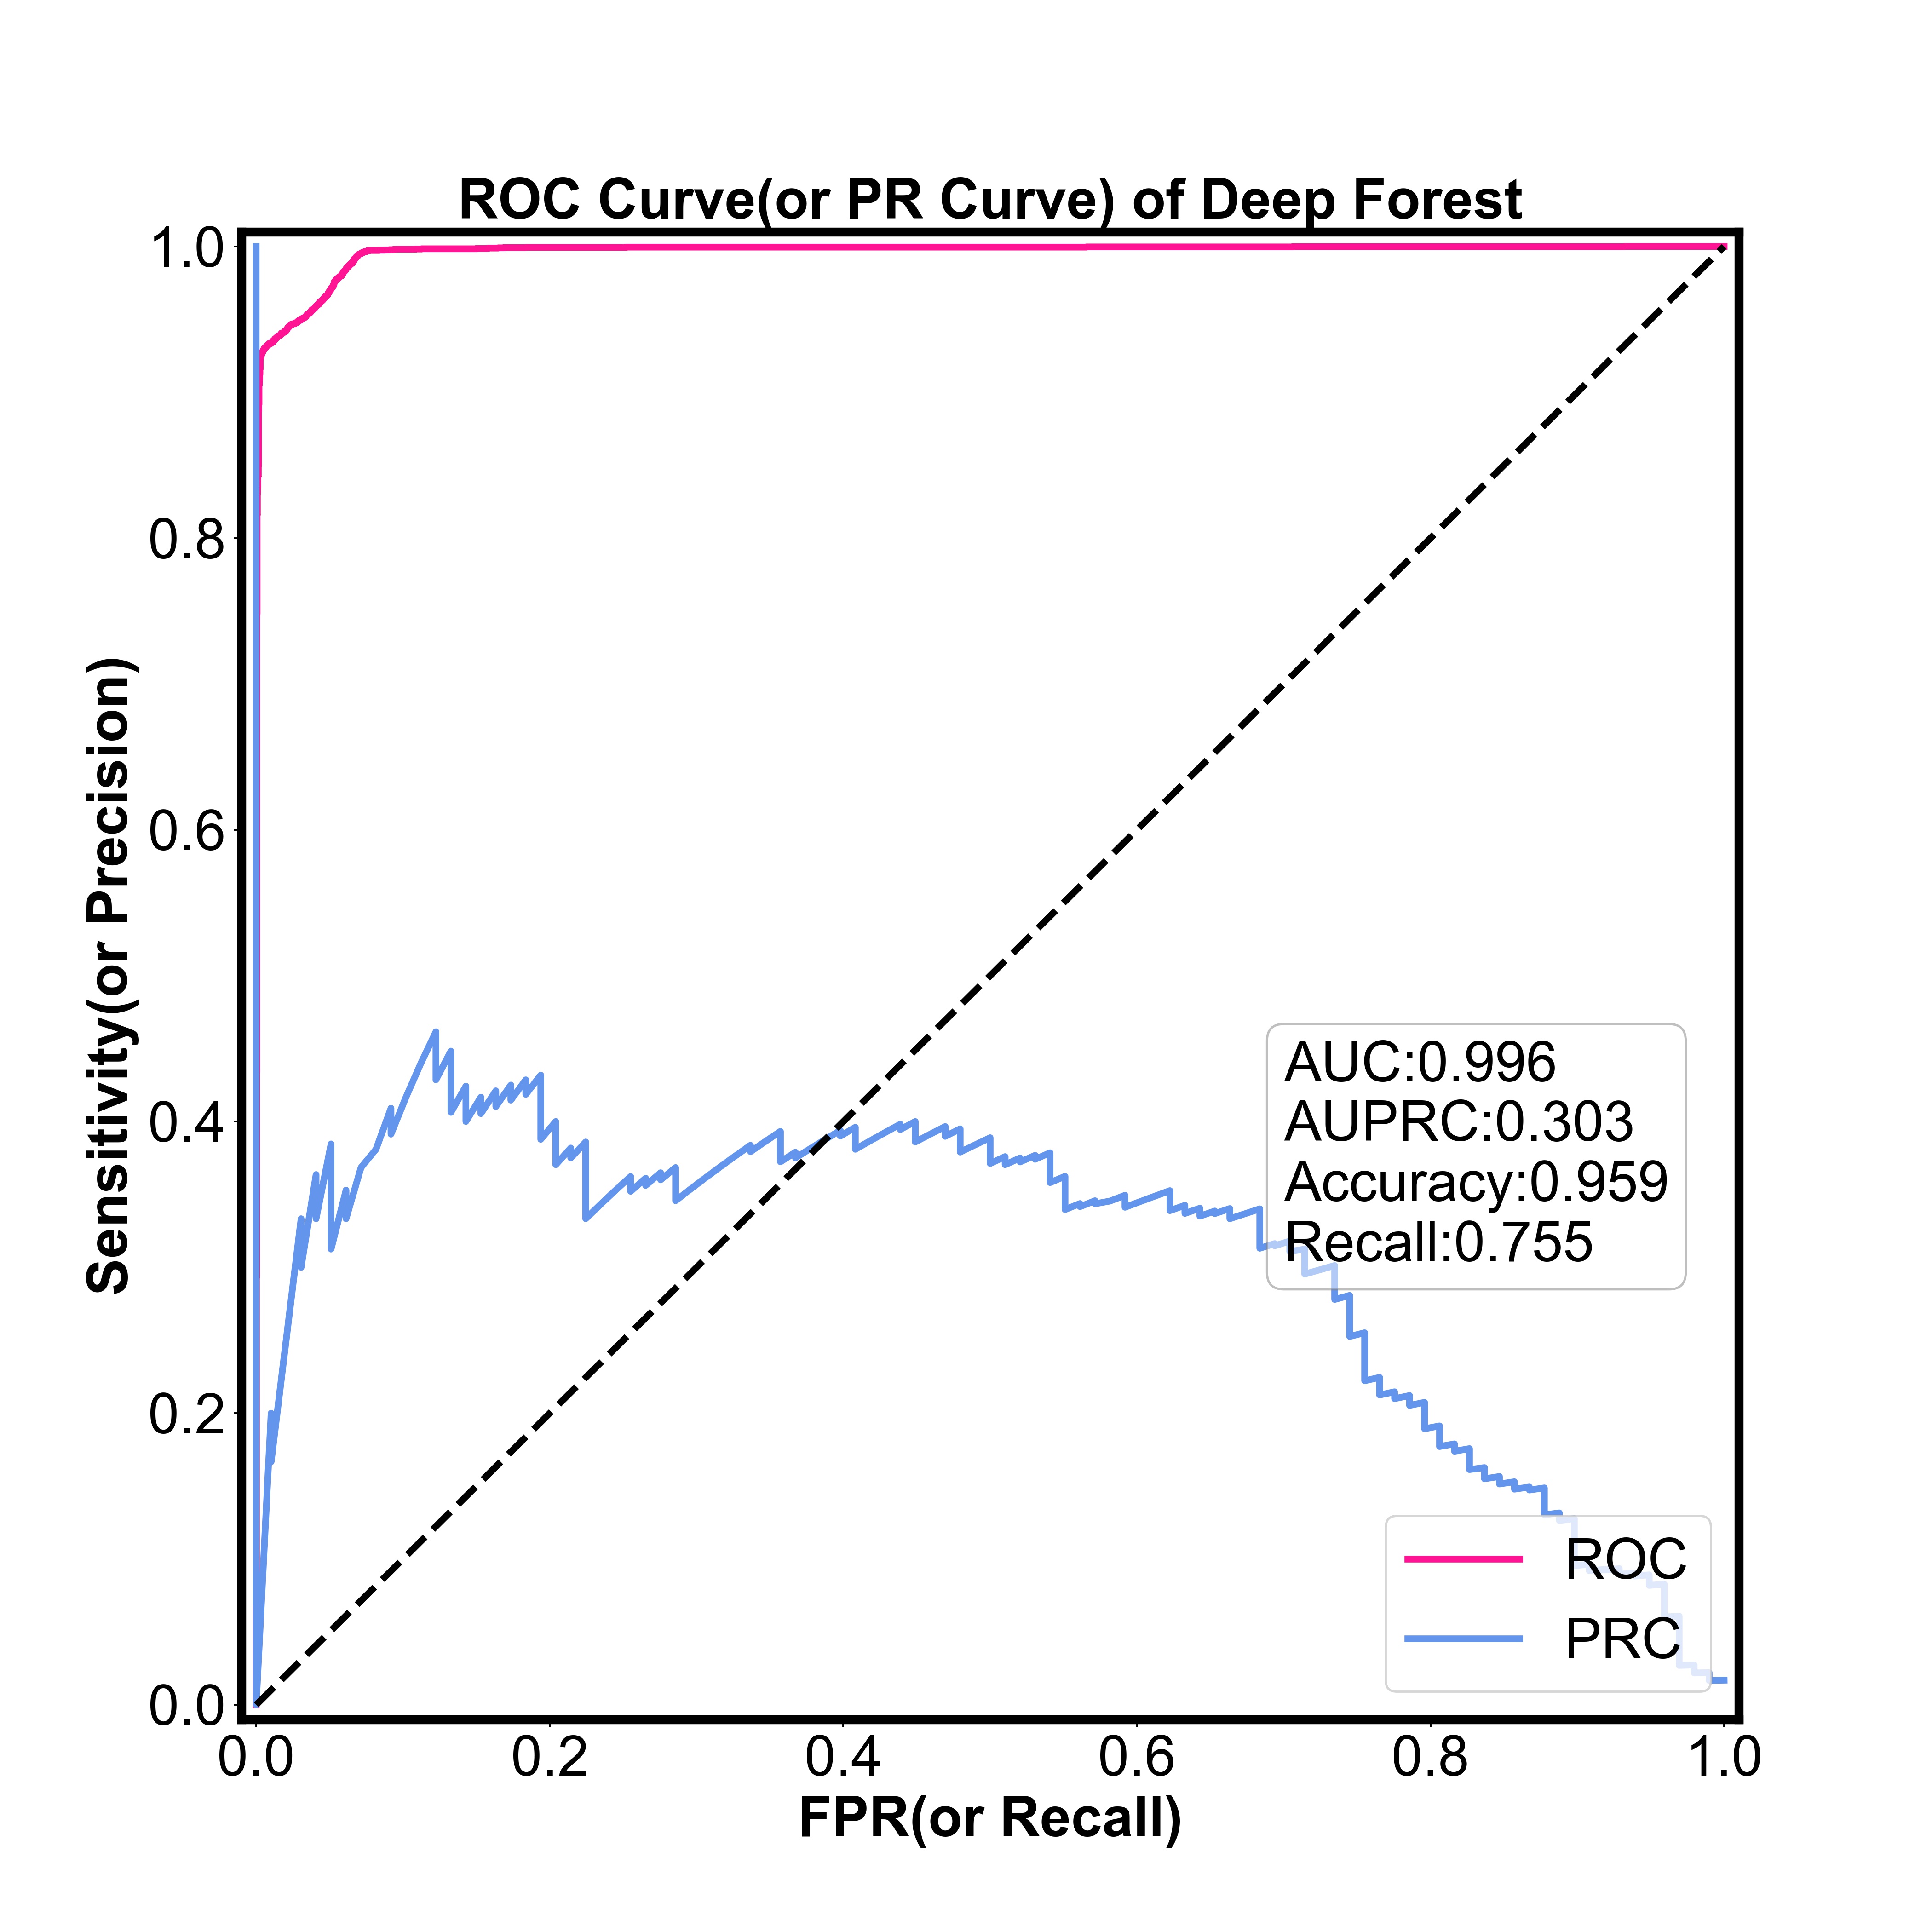 ROC Curve(or PR Curve) of Deep Forest
Sensitivity(or Precision)
1.0
0.8
0.6
0.4
0.2
0.0
0.0 0.2 0.4 0.6 0.8 1.0
FPR(or Recall)
AUC:0.996
AUPRC:0.303
Accuracy:0.959
Recall:0.755
ROC
PRC